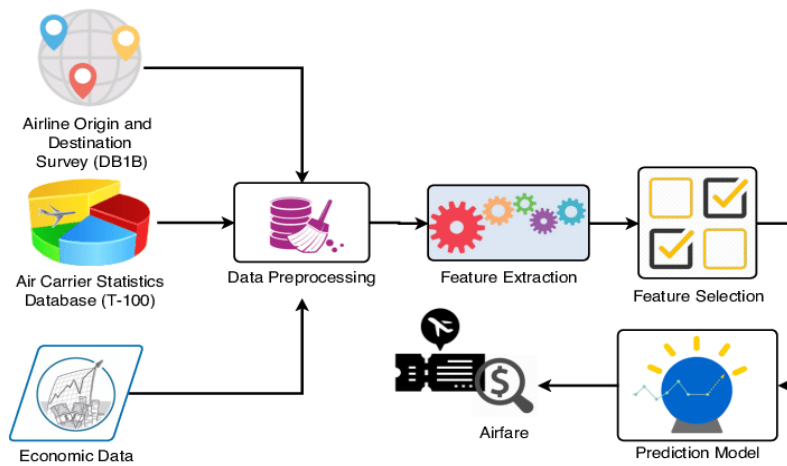 Airline Origin and
Destination
Survey (DB1B)
Air Carrier Statistics
Database (T-100)
Data Preprocessing
Feature Extraction
Feature Selection
$
Economic Data
Airfare
Prediction Model